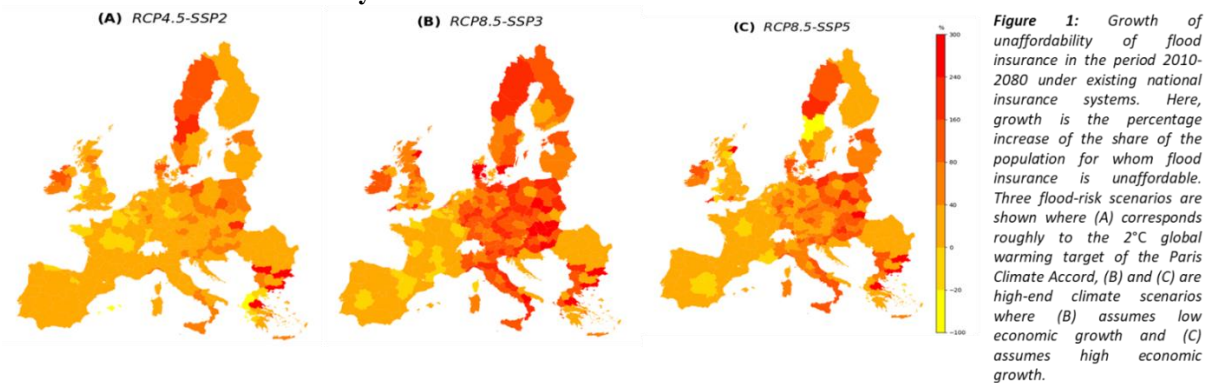 (A) RCP4.5-SSP2
(B) RCP8.5-SSP3
(C) RCP8.5-SSP5
%
300
240
160
80
40
0
−20
−100
Figure 1: Growth of
unaffordability of flood
insurance in the period 2010-
2080 under existing national
insurance systems. Here,
growth is the percentage
increase of the share of the
population for whom flood
insurance is unaffordable.
Three flood-risk scenarios are
shown where (A) corresponds
roughly to the 2°C global
warming target of the Paris
Climate Accord, (B) and (C) are
high-end climate scenarios
where (B) assumes low
economic growth and (C)
assumes high economic
growth.